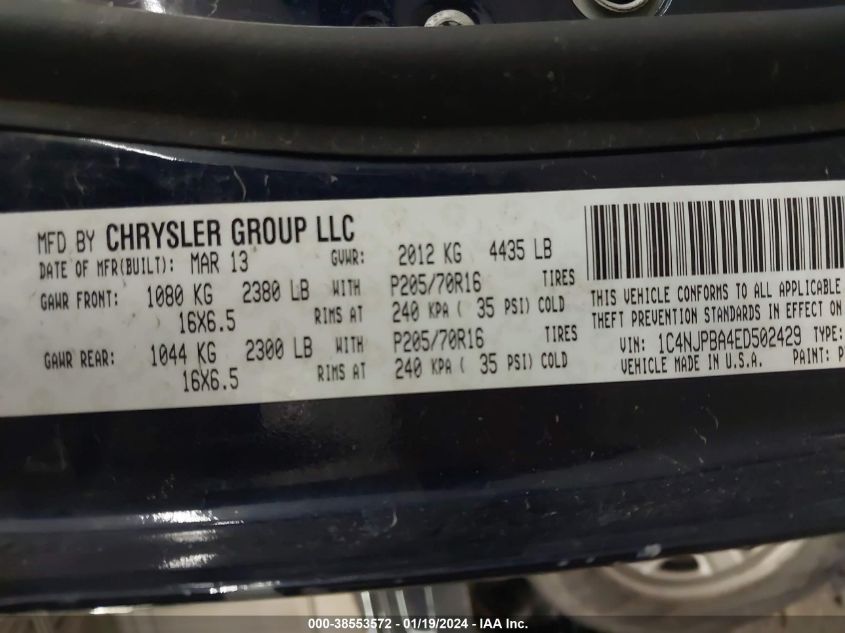 MFD BY CHRYSLER GROUP LLC
DATE OF MFR(BUILT): MAR 13 GVWR: 2012 KG 4435 LB
GAWR FRONT: 1080 KG 2380 LB WITH P205/70R16 TIRES
16X6.5 RIMS AT 240 KPA ( 35 PSI) COLD
GAWR REAR: 1044 KG 2300 LB WITH P205/70R16 TIRES
16X6.5 RIMS AT 240 KPA ( 35 PSI) COLD
THIS VEHICLE CONFORMS TO ALL APPLICABLE
THEFT PREVENTION STANDARDS IN EFFECT ON
VIN: 1C4NJPBA4ED502429 TYPE:
VEHICLE MADE IN U.S.A. PAINT: P
000-38553572 - 01/19/2024 - IAA Inc.